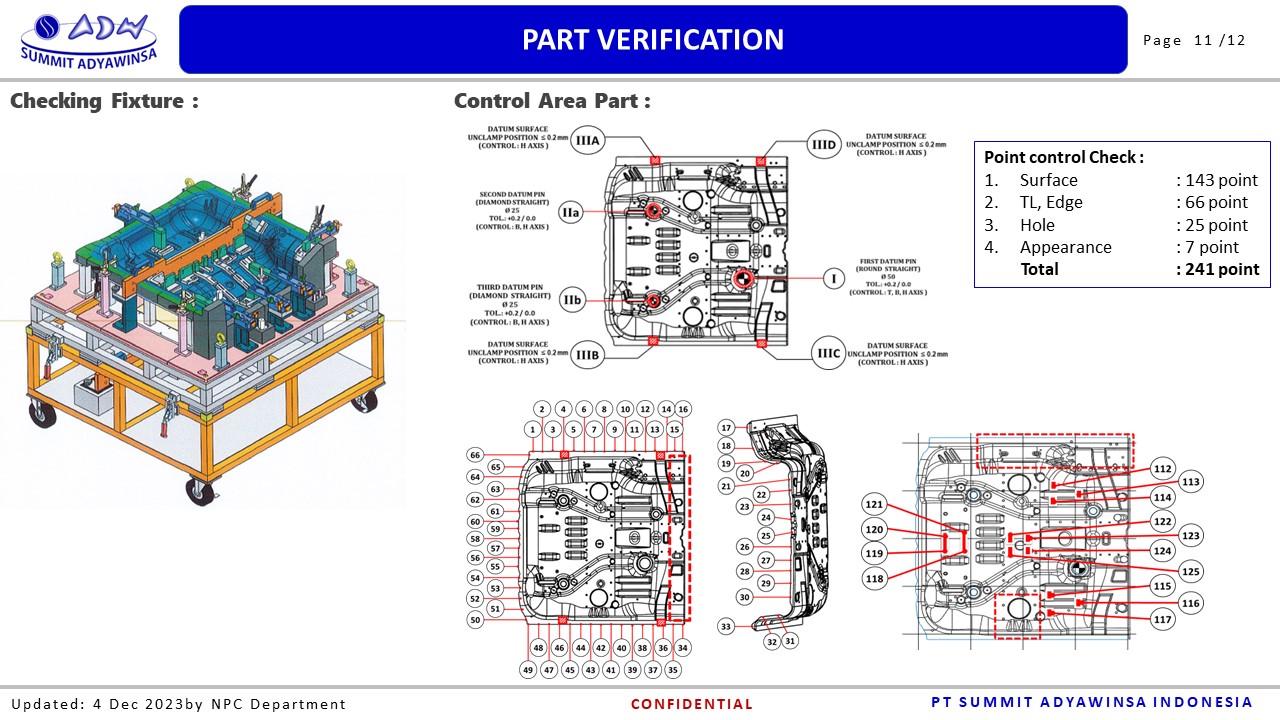 ADW
SUMMIT ADYAWINSA
PART VERIFICATION
Page 11 /12
Checking Fixture :
Control Area Part :
DATUM SURFACE
UNCLAMP POSITION ≤ 0.2 mm
(CONTROL : H AXIS )
IIIA
IIID
DATUM SURFACE
UNCLAMP POSITION ≤ 0.2 mm
(CONTROL : H AXIS )
SECOND DATUM PIN
(DIAMOND STRAIGHT)
Ø 25
TOL.: +0.2 / 0.0
(CONTROL : B, H AXIS )
IIa
FIRST DATUM PIN
(ROUND STRAIGHT)
Ø 50
TOL.: +0.2 / 0.0
(CONTROL : T, B, H AXIS )
I
THIRD DATUM PIN
(DIAMOND STRAIGHT)
Ø 25
TOL.: +0.2 / 0.0
(CONTROL : B, H AXIS )
IIb
DATUM SURFACE
UNCLAMP POSITION ≤ 0.2 mm
(CONTROL : H AXIS )
IIIB
IIIC
DATUM SURFACE
UNCLAMP POSITION ≤ 0.2 mm
(CONTROL : H AXIS )
Point control Check :
1. Surface : 143 point
2. TL, Edge : 66 point
3. Hole : 25 point
4. Appearance : 7 point
Total : 241 point
2 4 6 8 10 12 14 16
1 3 5 7 9 11 13 15
66
65
64
63
62
61
60
59
58
57
56
55
54
53
52
51
50
48 46 44 42 40 38 36 34
49 47 45 43 41 39 37 35
17
18
19
20
21
22
23
24
25
26
27
28
29
30
33
32 31
121
120
119
118
112
113
114
122
123
124
125
115
116
117
Updated: 4 Dec 2023by NPC Department
CONFIDENTIAL
PT SUMMIT ADYAWINSA INDONESIA